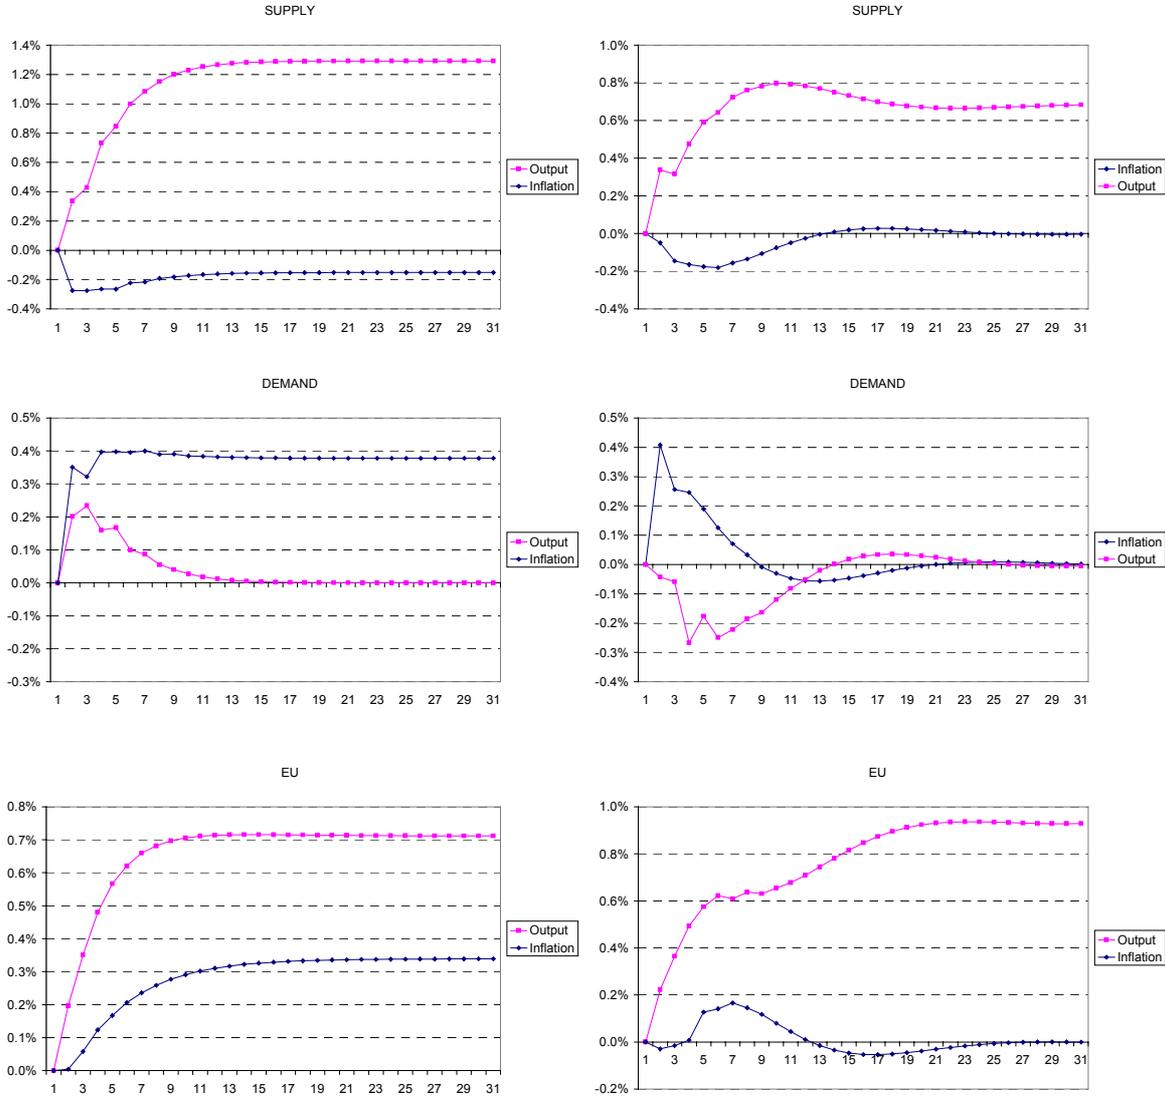 SUPPLY
1.4%
1.2%
1.0%
0.8%
0.6%
0.4%
0.2%
0.0%
-0.2%
-0.4%
1 3 5 7 9 11 13 15 17 19 21 23 25 27 29 31
Output
Inflation
SUPPLY
1.0%
0.8%
0.6%
0.4%
0.2%
0.0%
-0.2%
-0.4%
1 3 5 7 9 11 13 15 17 19 21 23 25 27 29 31
Inflation
Output
DEMAND
0.5%
0.4%
0.3%
0.2%
0.1%
0.0%
-0.1%
-0.2%
-0.3%
1 3 5 7 9 11 13 15 17 19 21 23 25 27 29 31
Output
Inflation
DEMAND
0.5%
0.4%
0.3%
0.2%
0.1%
0.0%
-0.1%
-0.2%
-0.3%
-0.4%
1 3 5 7 9 11 13 15 17 19 21 23 25 27 29 31
Inflation
Output
EU
0.8%
0.7%
0.6%
0.5%
0.4%
0.3%
0.2%
0.1%
0.0%
1 3 5 7 9 11 13 15 17 19 21 23 25 27 29 31
Output
Inflation
EU
1.0%
0.8%
0.6%
0.4%
0.2%
0.0%
-0.2%
1 3 5 7 9 11 13 15 17 19 21 23 25 27 29 31
Output
Inflation